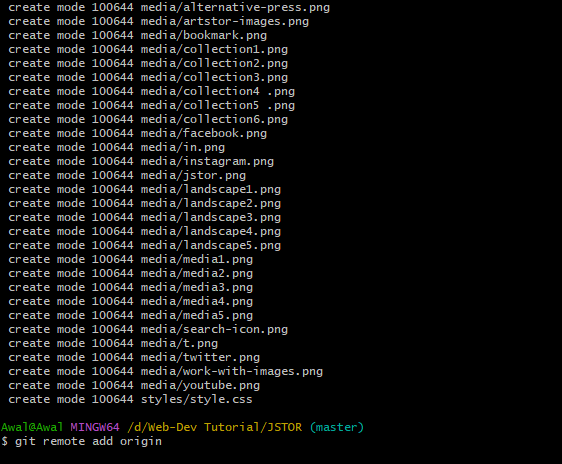 create mode 100644 media/alternative-press.png
create mode 100644 media/artstor-images.png
create mode 100644 media/bookmark.png
create mode 100644 media/collection1.png
create mode 100644 media/collection2.png
create mode 100644 media/collection3.png
create mode 100644 media/collection4 .png
create mode 100644 media/collection5 .png
create mode 100644 media/collection6.png
create mode 100644 media/facebook.png
create mode 100644 media/in.png
create mode 100644 media/instagram.png
create mode 100644 media/jstor.png
create mode 100644 media/landscape1.png
create mode 100644 media/landscape2.png
create mode 100644 media/landscape3.png
create mode 100644 media/landscape4.png
create mode 100644 media/landscape5.png
create mode 100644 media/media1.png
create mode 100644 media/media2.png
create mode 100644 media/media3.png
create mode 100644 media/media4.png
create mode 100644 media/media5.png
create mode 100644 media/search-icon.png
create mode 100644 media/t.png
create mode 100644 media/twitter.png
create mode 100644 media/work-with-images.png
create mode 100644 media/youtube.png
create mode 100644 styles/style.css
Awal@Awal MINGW64 /d/Web-Dev Tutorial/JSTOR (master)
$ git remote add origin